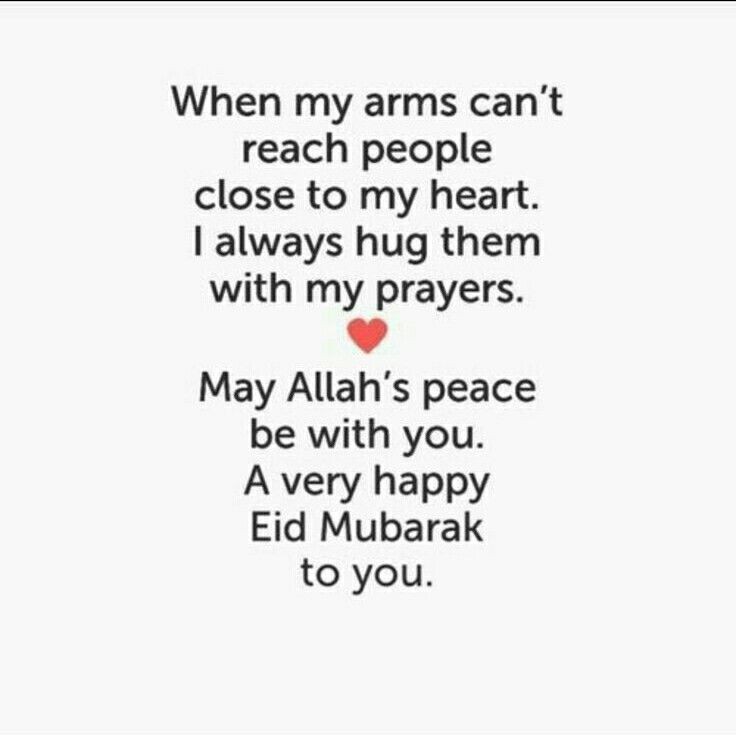 When my arms can't
reach people
close to my heart.
I always hug them
with my prayers.
May Allah's peace
be with you.
A very happy
Eid Mubarak
to you.